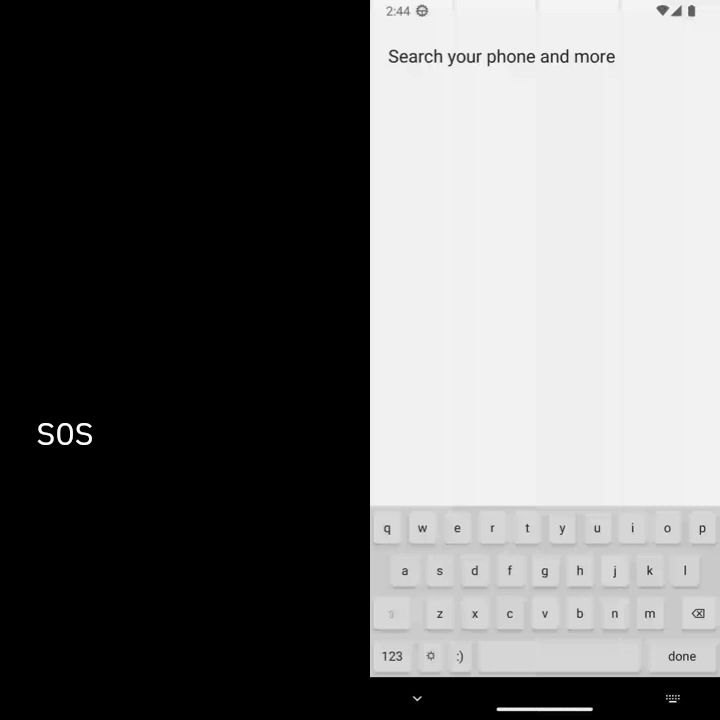 2:44
Search your phone and more
SOS
q w e r t y u i o p
a s d f g h j k l
z x c v b n m
123 :) done